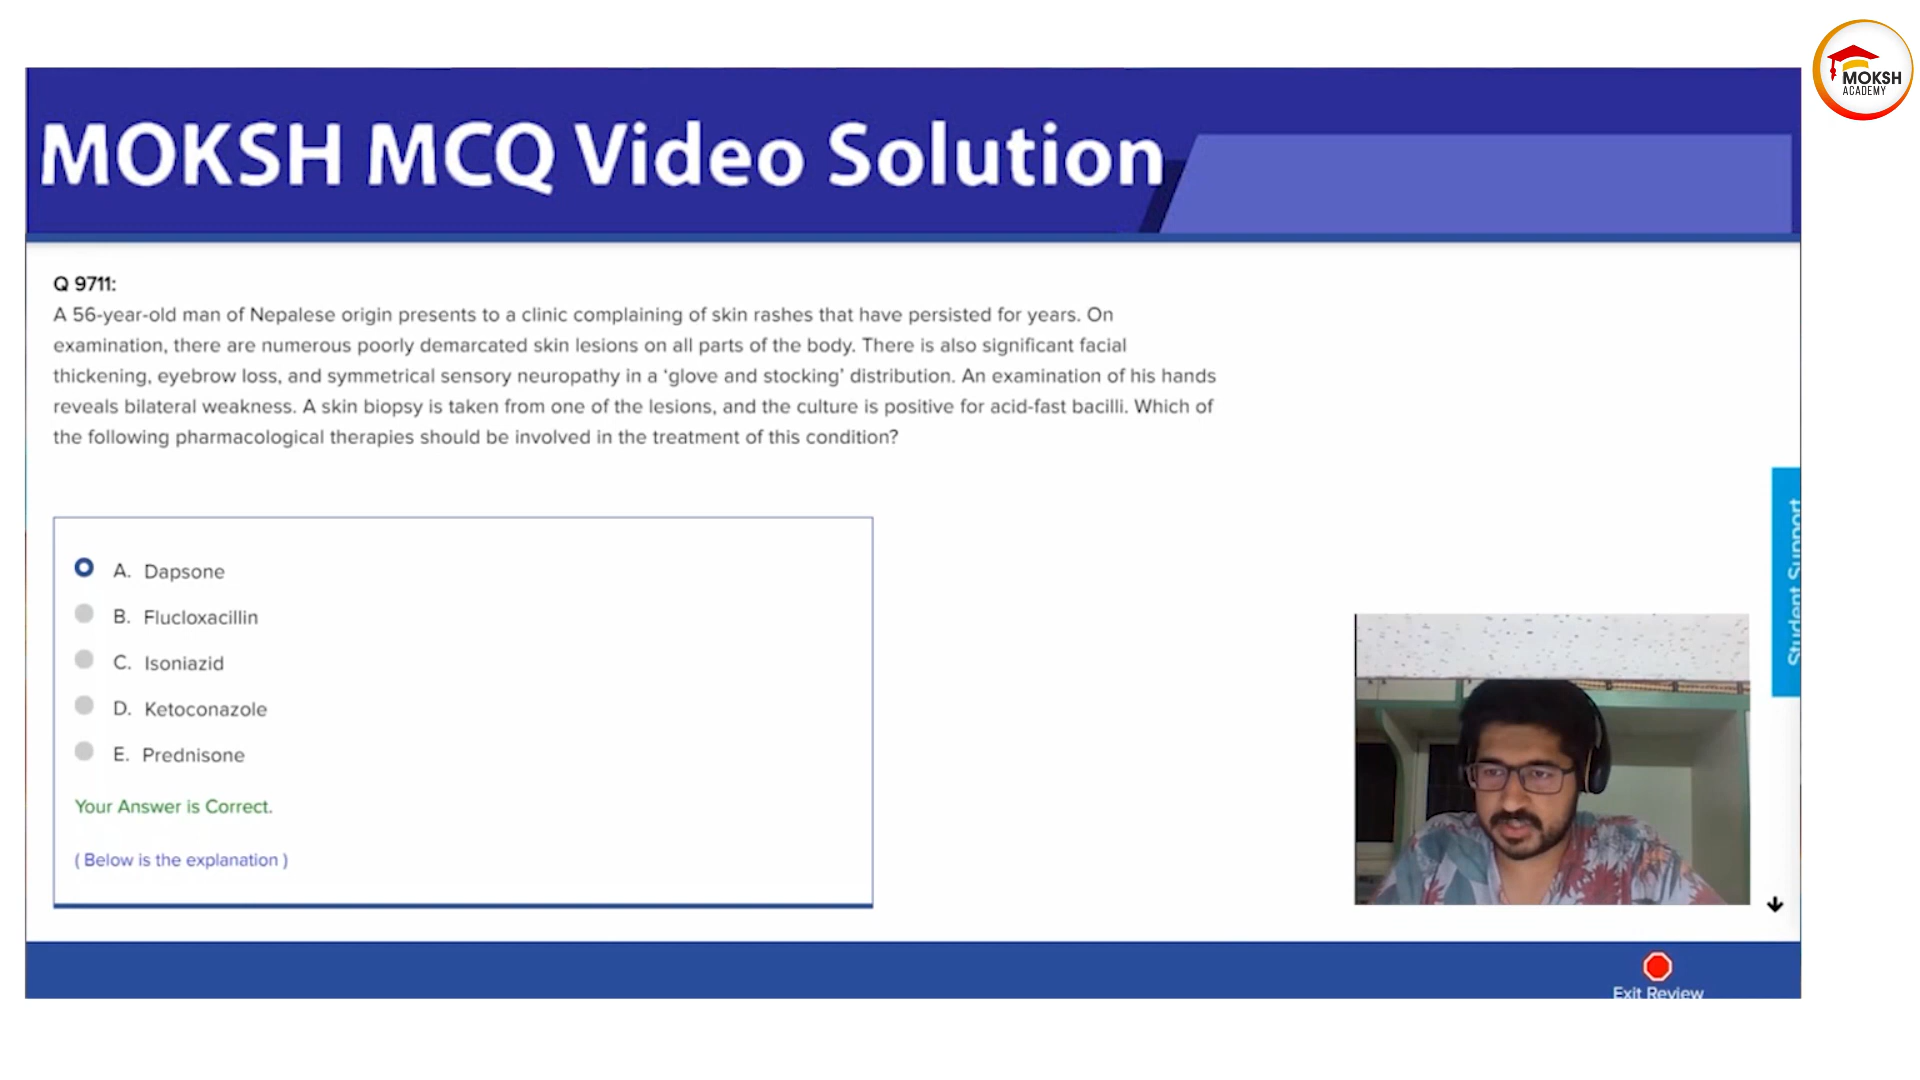 MOKSH
ACADEMY
MOKSH MCQ Video Solution
Q 9711:
A 56-year-old man of Nepalese origin presents to a clinic complaining of skin rashes that have persisted for years. On
examination, there are numerous poorly demarcated skin lesions on all parts of the body. There is also significant facial
thickening, eyebrow loss, and symmetrical sensory neuropathy in a ‘glove and stocking’ distribution. An examination of his hands
reveals bilateral weakness. A skin biopsy is taken from one of the lesions, and the culture is positive for acid-fast bacilli. Which of
the following pharmacological therapies should be involved in the treatment of this condition?
A. Dapsone
B. Flucloxacillin
C. Isoniazid
D. Ketoconazole
E. Prednisone
Your Answer is Correct.
( Below is the explanation )
Student Support
Exit Review